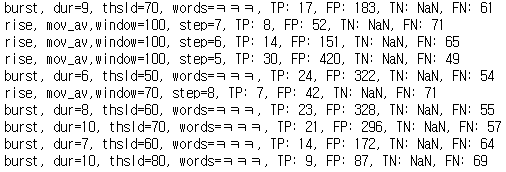 burst, dur=9, thsld=70, words=ㅋㅋㅋ, TP: 17, FP: 183, TN: NaN, FN: 61
rise, mov_av,window=100, step=7, TP: 8, FP: 52, TN: NaN, FN: 71
rise, mov_av,window=100, step=6, TP: 14, FP: 151, TN: NaN, FN: 65
rise, mov_av,window=100, step=5, TP: 30, FP: 420, TN: NaN, FN: 49
burst, dur=6, thsld=50, words=ㅋㅋㅋ, TP: 24, FP: 322, TN: NaN, FN: 54
rise, mov_av,window=70, step=8, TP: 7, FP: 42, TN: NaN, FN: 71
burst, dur=8, thsld=60, words=ㅋㅋㅋ, TP: 23, FP: 328, TN: NaN, FN: 55
burst, dur=10, thsld=70, words=ㅋㅋㅋ, TP: 21, FP: 296, TN: NaN, FN: 57
burst, dur=7, thsld=60, words=ㅋㅋㅋ, TP: 14, FP: 172, TN: NaN, FN: 64
burst, dur=10, thsld=80, words=ㅋㅋㅋ, TP: 9, FP: 87, TN: NaN, FN: 69